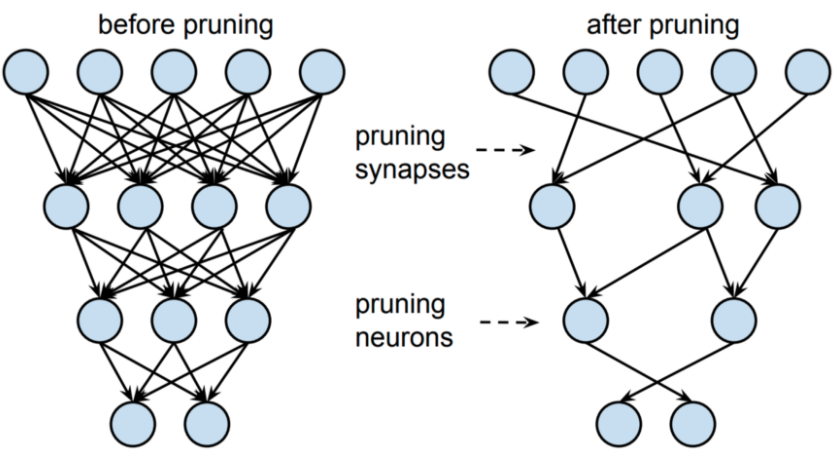 before pruning
after pruning
pruning
synapses
pruning
neurons